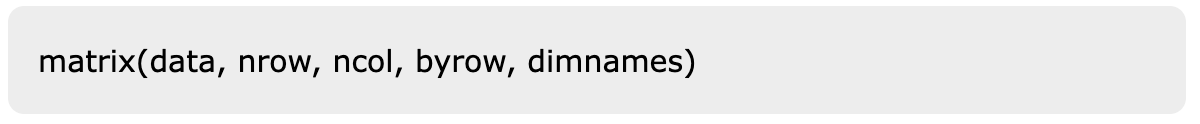 matrix(data, nrow, ncol, byrow, dimnames)